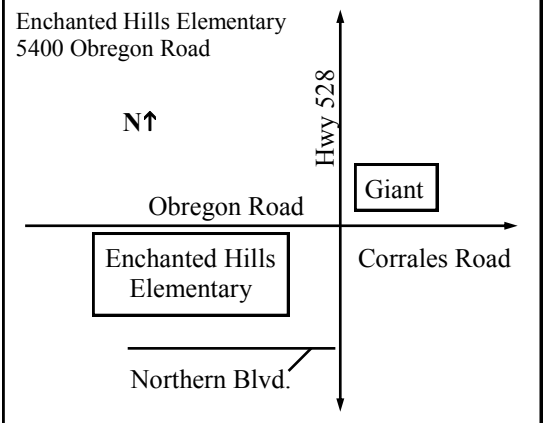 Enchanted Hills Elementary
5400 Obregon Road
N↑
Hwy 528
Giant
Obregon Road
Enchanted Hills
Elementary
Corrales Road
Northern Blvd.